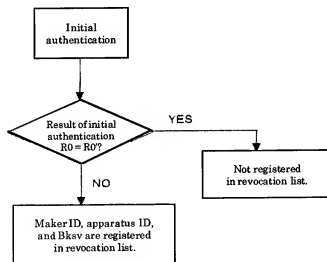 Initial
authentication
Result of initial
authentication
R0 = R0'?
YES
Not registered
in revocation list.
NO
Maker ID, apparatus ID,
and Bksv are registered
in revocation list.